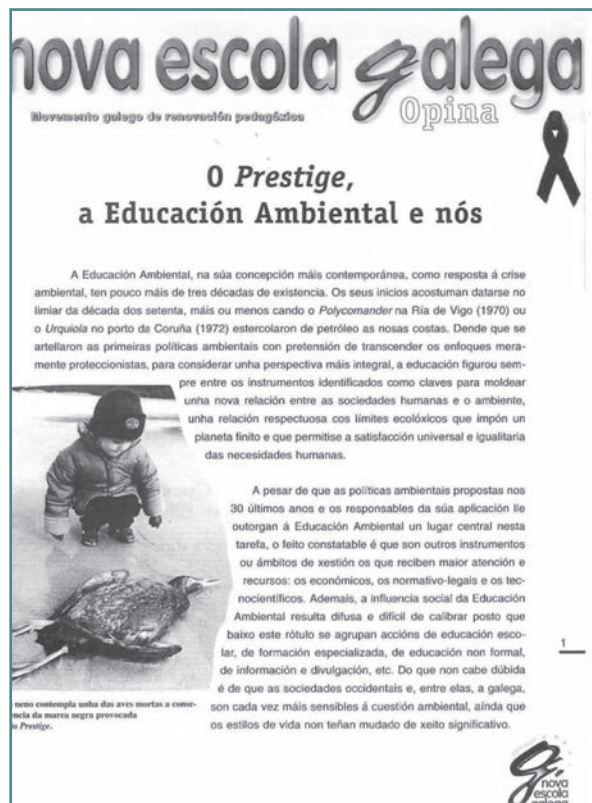 nova escola galega
Opina
Movemento galego de renovación pedagóxica
O Prestige,
a Educación Ambiental e nós
A Educación Ambiental, na súa concepción máis contemporánea, como resposta á crise
ambiental, ten pouco máis de tres décadas de existencia. Os seus inicios acostuman datarse no
limiar da década dos setenta, máis ou menos cando o Polycomander na Ría de Vigo (1970) ou
o Urquiola no porto da Coruña (1972) estercolaron de petróleo as nosas costas. Dende que se
artellaron as primeiras políticas ambientais con pretensión de transcender os enfoques mera-
mente proteccionistas, para considerar unha perspectiva máis integral, a educación figurou sem-
pre entre os instrumentos identificados como claves para moldear
unha nova relación entre as sociedades humanas e o ambiente,
unha relación respectuosa cos límites ecolóxicos que impón un
planeta finito e que permitise a satisfacción universal e igualitaria
das necesidades humanas.
A pesar de que as políticas ambientais propostas nos
30 últimos anos e os responsables da súa aplicación lle
outorgan á Educación Ambiental un lugar central nesta
tarefa, o feito constatable é que son outros instrumentos
ou ámbitos de xestión os que reciben maior atención e
recursos: os económicos, os normativo-legais e os tec-
nocientíficos. Ademais, a influencia social da Educación
Ambiental resulta difusa e difícil de calibrar posto que
baixo este rótulo se agrupan accións de educación esco-
lar, de formación especializada, de educación non formal,
de información e divulgación, etc. Do que non cabe dúbida
é de que as sociedades occidentais e, entre elas, a galega,
son cada vez máis sensibles á cuestión ambiental, aínda que
os estilos de vida non teñan mudado de xeito significativo.
neno contempla unha das aves mortas a conse-
encia da marea negra provocada
Prestige.
1
nova
escola
galega